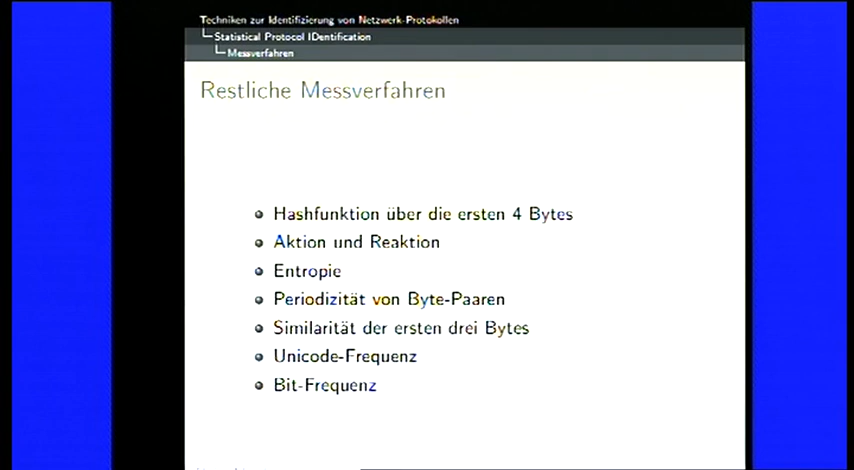 Techniken zur Identifizierung von Netzwerk-Protokollen
Statistical Protocol IDentification
Messverfahren
Restliche Messverfahren
Hashfunktion über die ersten 4 Bytes
Aktion und Reaktion
Entropie
Periodizität von Byte-Paaren
Similarität der ersten drei Bytes
Unicode-Frequenz
Bit-Frequenz